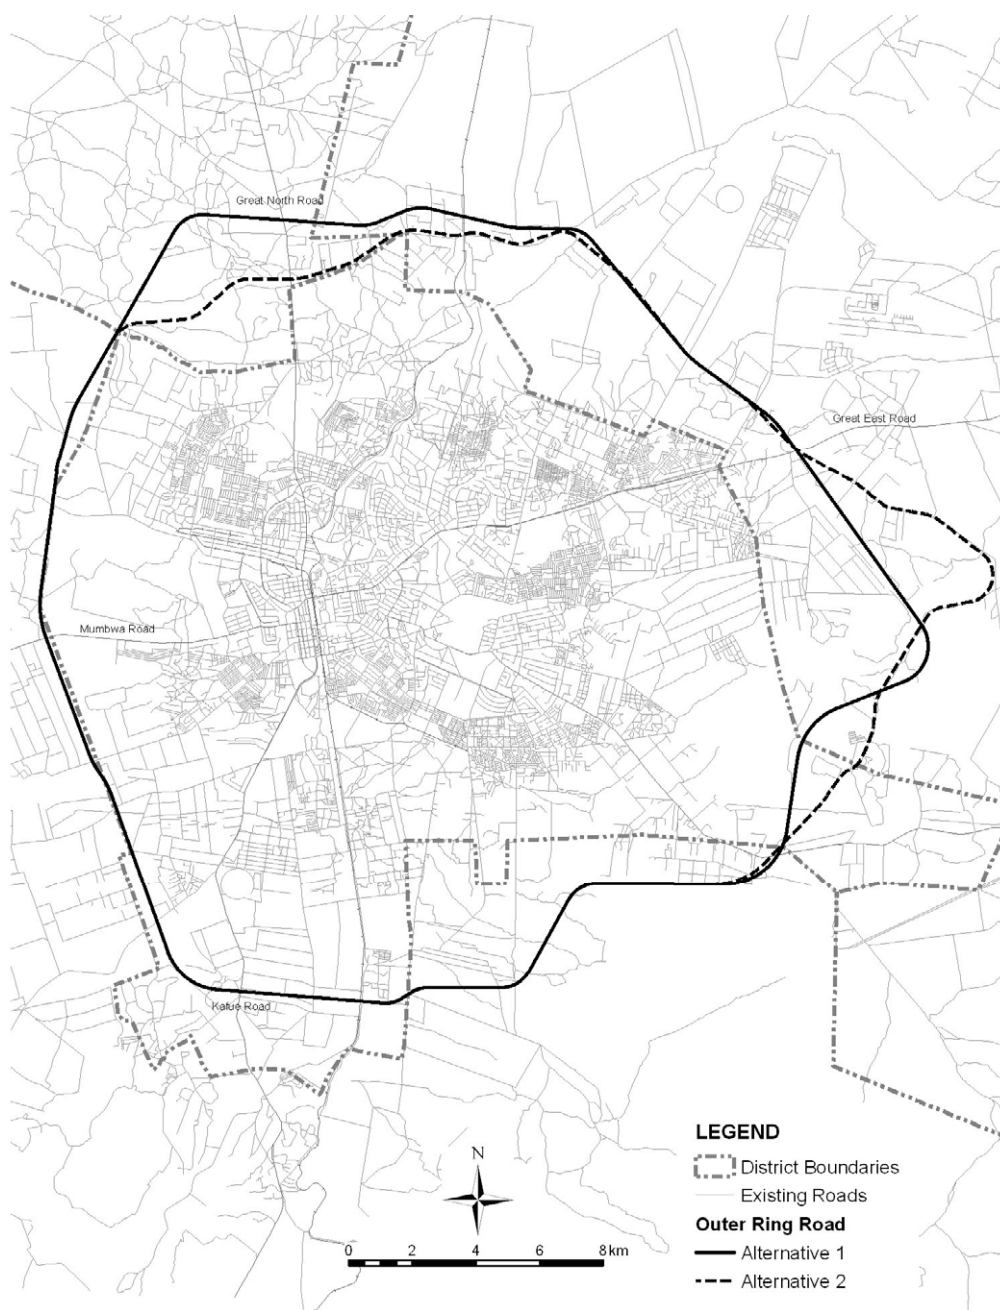 Great North Road
Great East Road
Mumbwa Road
Kafue Road
LEGEND
District Boundaries
Existing Roads
Outer Ring Road
Alternative 1
Alternative 2
N
0 2 4 6 8 km